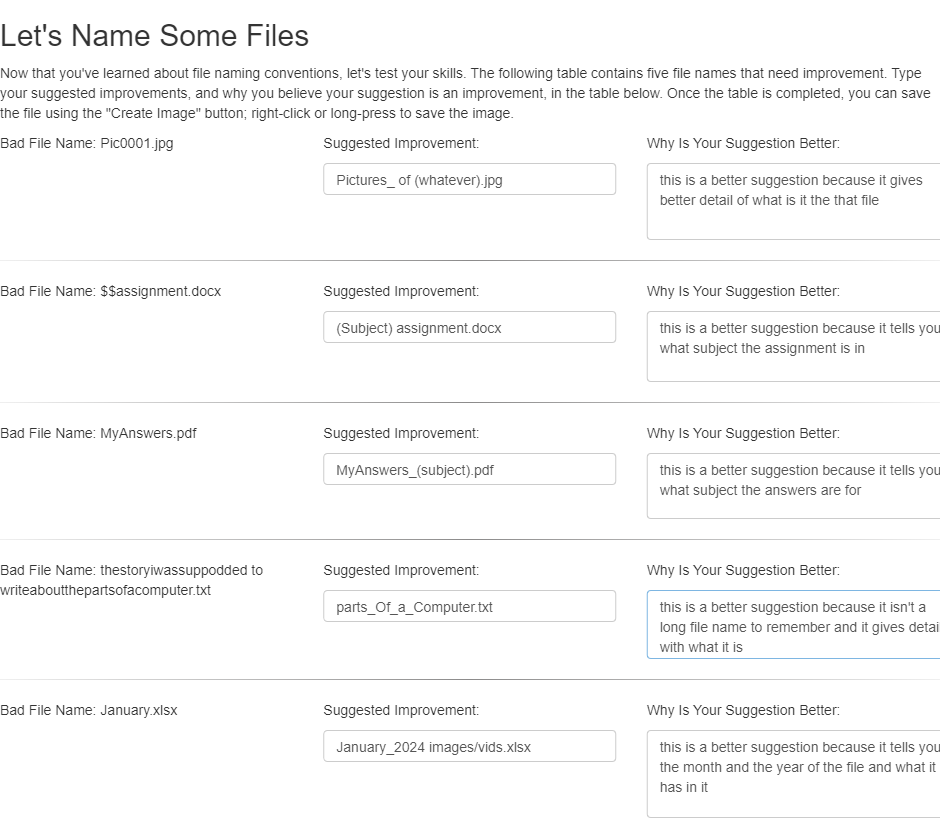 Let's Name Some Files
Now that you've learned about file naming conventions, let's test your skills. The following table contains five file names that need improvement. Type
your suggested improvements, and why you believe your suggestion is an improvement, in the table below. Once the table is completed, you can save
the file using the "Create Image" button; right-click or long-press to save the image.
Bad File Name: Pic0001.jpg
Suggested Improvement:
Pictures_ of (whatever).jpg
Why Is Your Suggestion Better:
this is a better suggestion because it gives
better detail of what is it the that file
Bad File Name: $$assignment.docx
Suggested Improvement:
(Subject) assignment.docx
Why Is Your Suggestion Better:
this is a better suggestion because it tells you
what subject the assignment is in
Bad File Name: MyAnswers.pdf
Suggested Improvement:
MyAnswers_(subject).pdf
Why Is Your Suggestion Better:
this is a better suggestion because it tells you
what subject the answers are for
Bad File Name: thestoryiwassuppodded to
writeaboutthepartsofacomputer.txt
Suggested Improvement:
parts_Of_a_Computer.txt
Why Is Your Suggestion Better:
this is a better suggestion because it isn't a
long file name to remember and it gives detai
with what it is
Bad File Name: January.xlsx
Suggested Improvement:
January_2024 images/vids.xlsx
Why Is Your Suggestion Better:
this is a better suggestion because it tells you
the month and the year of the file and what it
has in it